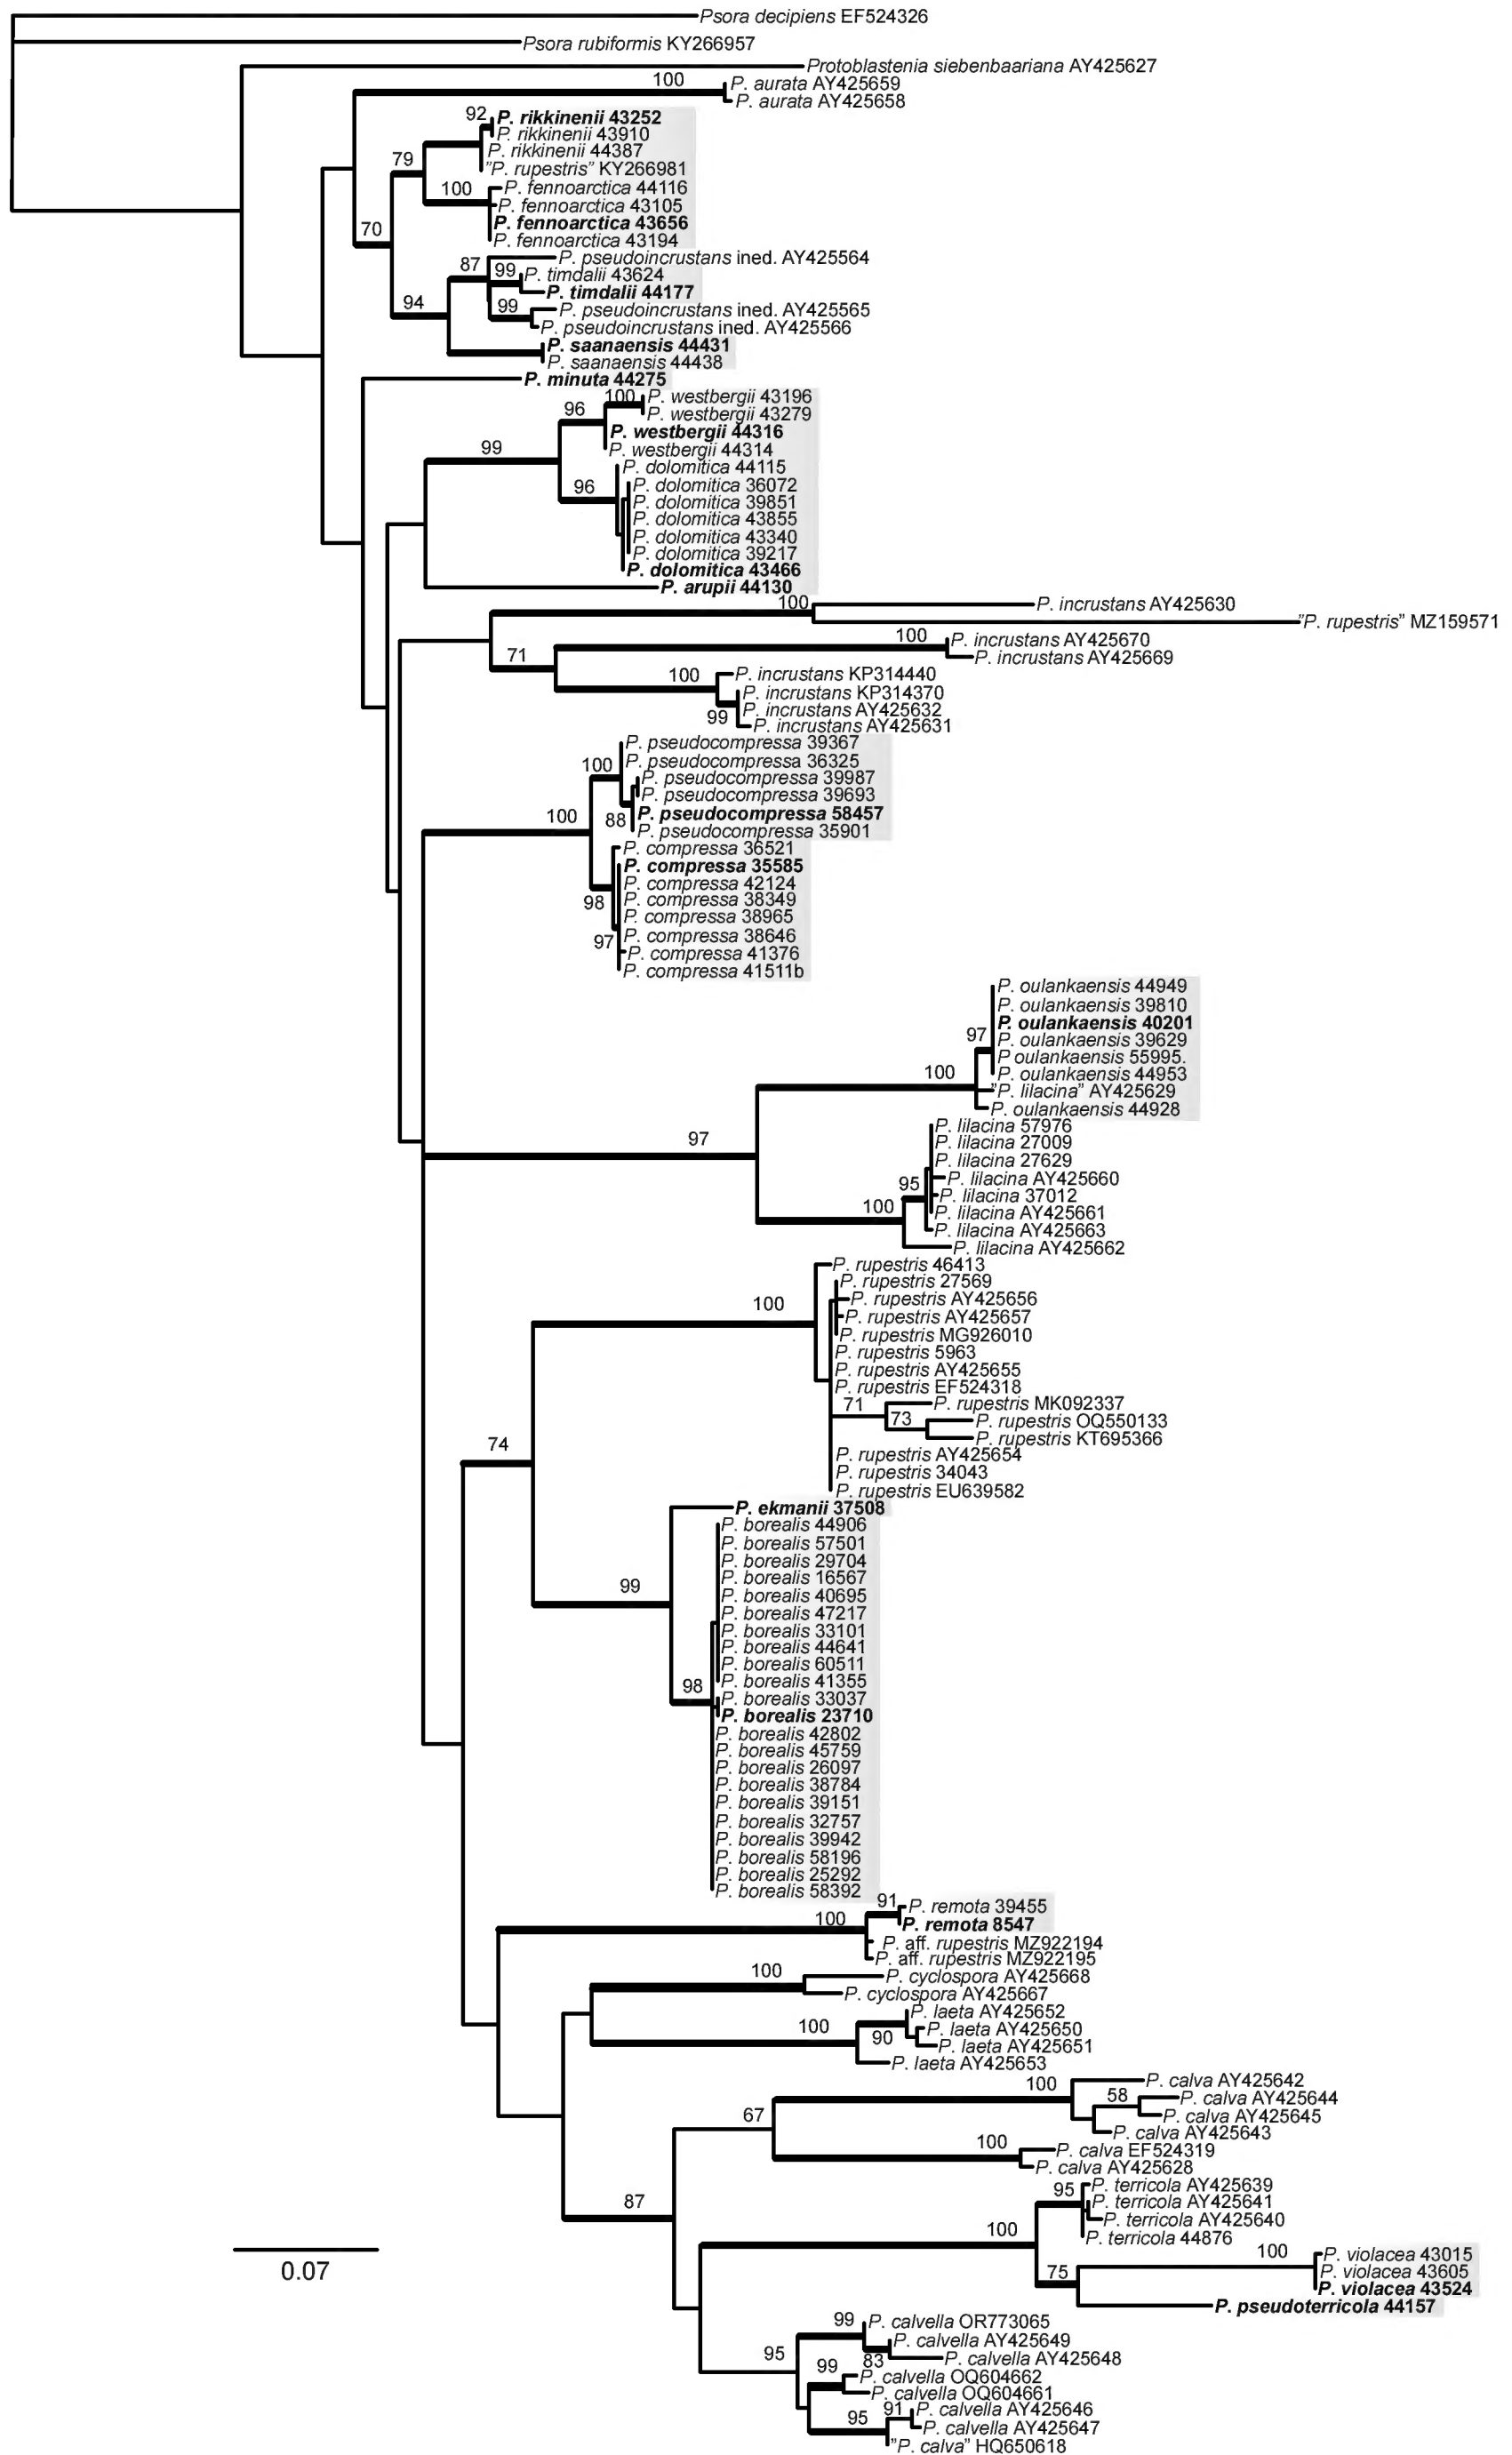 Psora decipiens EF524326
Psora rubiformis KY266957
Protoblastenia siebenbaariana AY425627
100
P. aurata AY425659
P. aurata AY425658
92
P. rikkinenii 43252
P. rikkinenii 43910
79
P. rikkinenii 44387
"P. rupestris" KY266981
100
P. fennoarctica 44116
P. fennoarctica 43105
P. fennoarctica 43656
70
P. fennoarctica 43194
P. pseudoincrustans ined. AY425564
87
99
P. timdalii 43624
P. timdalii 44177
94
99
P. pseudoincrustans ined. AY425565
P. pseudoincrustans ined. AY425566
P. saanaensis 44431
P. saanaensis 44438
P. minuta 44275
100
P. westbergii 43196
96
P. westbergii 43279
P. westbergii 44316
99
P. westbergii 44314
P. dolomitica 44115
96
P. dolomitica 36072
P. dolomitica 39851
P. dolomitica 43855
P. dolomitica 43340
P. dolomitica 39217
P. dolomitica 43466
P. arupii 44130
100
P. incrustans AY425630
"P. rupestris" MZ159571
100
P. incrustans AY425670
71
P. incrustans AY425669
100
P. incrustans KP314440
P. incrustans KP314370
P. incrustans AY425632
99
P. incrustans AY425631
P. pseudocompressa 39367
100
P. pseudocompressa 36325
P. pseudocompressa 39987
P. pseudocompressa 39693
100
88
P. pseudocompressa 58457
P. pseudocompressa 35901
P. compressa 36521
P. compressa 35585
P. compressa 42124
98
P. compressa 38349
P. compressa 38965
97
P. compressa 38646
P. compressa 41376
P. compressa 41511b
P. oulankaensis 44949
P. oulankaensis 39810
P. oulankaensis 40201
97
P. oulankaensis 39629
P oulankaensis 55995.
100
P. oulankaensis 44953
"P. lilacina" AY425629
P. oulankaensis 44928
97
P. lilacina 57976
P. lilacina 27009
P. lilacina 27629
95
P. lilacina AY425660
P. lilacina 37012
100
P. lilacina AY425661
P. lilacina AY425663
P. lilacina AY425662
P. rupestris 46413
P. rupestris 27569
100
P. rupestris AY425656
P. rupestris AY425657
P. rupestris MG926010
P. rupestris 5963
P. rupestris AY425655
P. rupestris EF524318
71
P. rupestris MK092337
73
P. rupestris OQ550133
P. rupestris KT695366
74
P. rupestris AY425654
P. rupestris 34043
P. rupestris EU639582
P. ekmanii 37508
P. borealis 44906
P. borealis 57501
P. borealis 29704
99
P. borealis 16567
P. borealis 40695
P. borealis 47217
P. borealis 33101
P. borealis 44641
P. borealis 60511
98
P. borealis 41355
P. borealis 33037
P. borealis 23710
P. borealis 42802
P. borealis 45759
P. borealis 26097
P. borealis 38784
P. borealis 39151
P. borealis 32757
P. borealis 39942
P. borealis 58196
P. borealis 25292
P. borealis 58392
91
P. remota 39455
100
P. remota 8547
P. aff. rupestris MZ922194
P. aff. rupestris MZ922195
100
P. cyclospora AY425668
P. cyclospora AY425667
P. laeta AY425652
100
90
P. laeta AY425650
P. laeta AY425651
P. laeta AY425653
100
P. calva AY425642
58
P. calva AY425644
67
P. calva AY425645
P. calva AY425643
100
P. calva EF524319
P. calva AY425628
95
P. terricola AY425639
87
P. terricola AY425641
P. terricola AY425640
100
P. terricola 44876
100
P. violacea 43015
75
P. violacea 43605
P. violacea 43524
P. pseudoterricola 44157
0.07
99
P. calvella OR773065
P. calvella AY425649
95
83
P. calvella AY425648
99
P. calvella OQ604662
P. calvella OQ604661
95
91
P. calvella AY425646
P. calvella AY425647
"P. calva" HQ650618